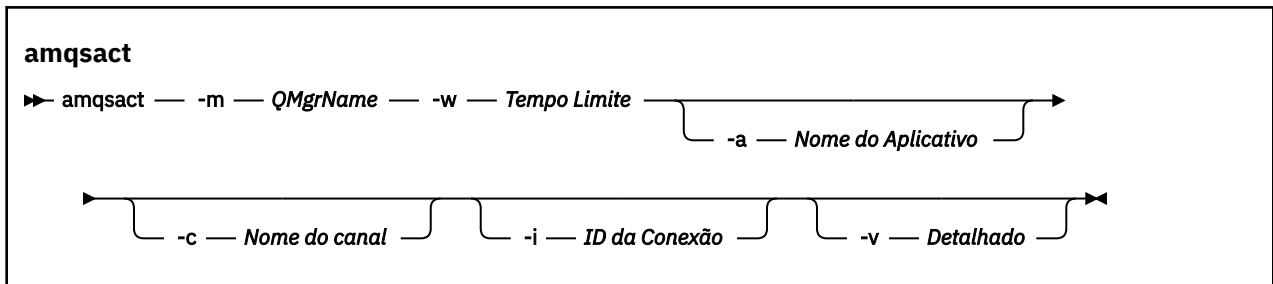 amqsact
amqsact -m QMgrName -w Tempo Limite
-a Nome do Aplicativo
-c Nome do canal -i ID da Conexão -v Detalhado